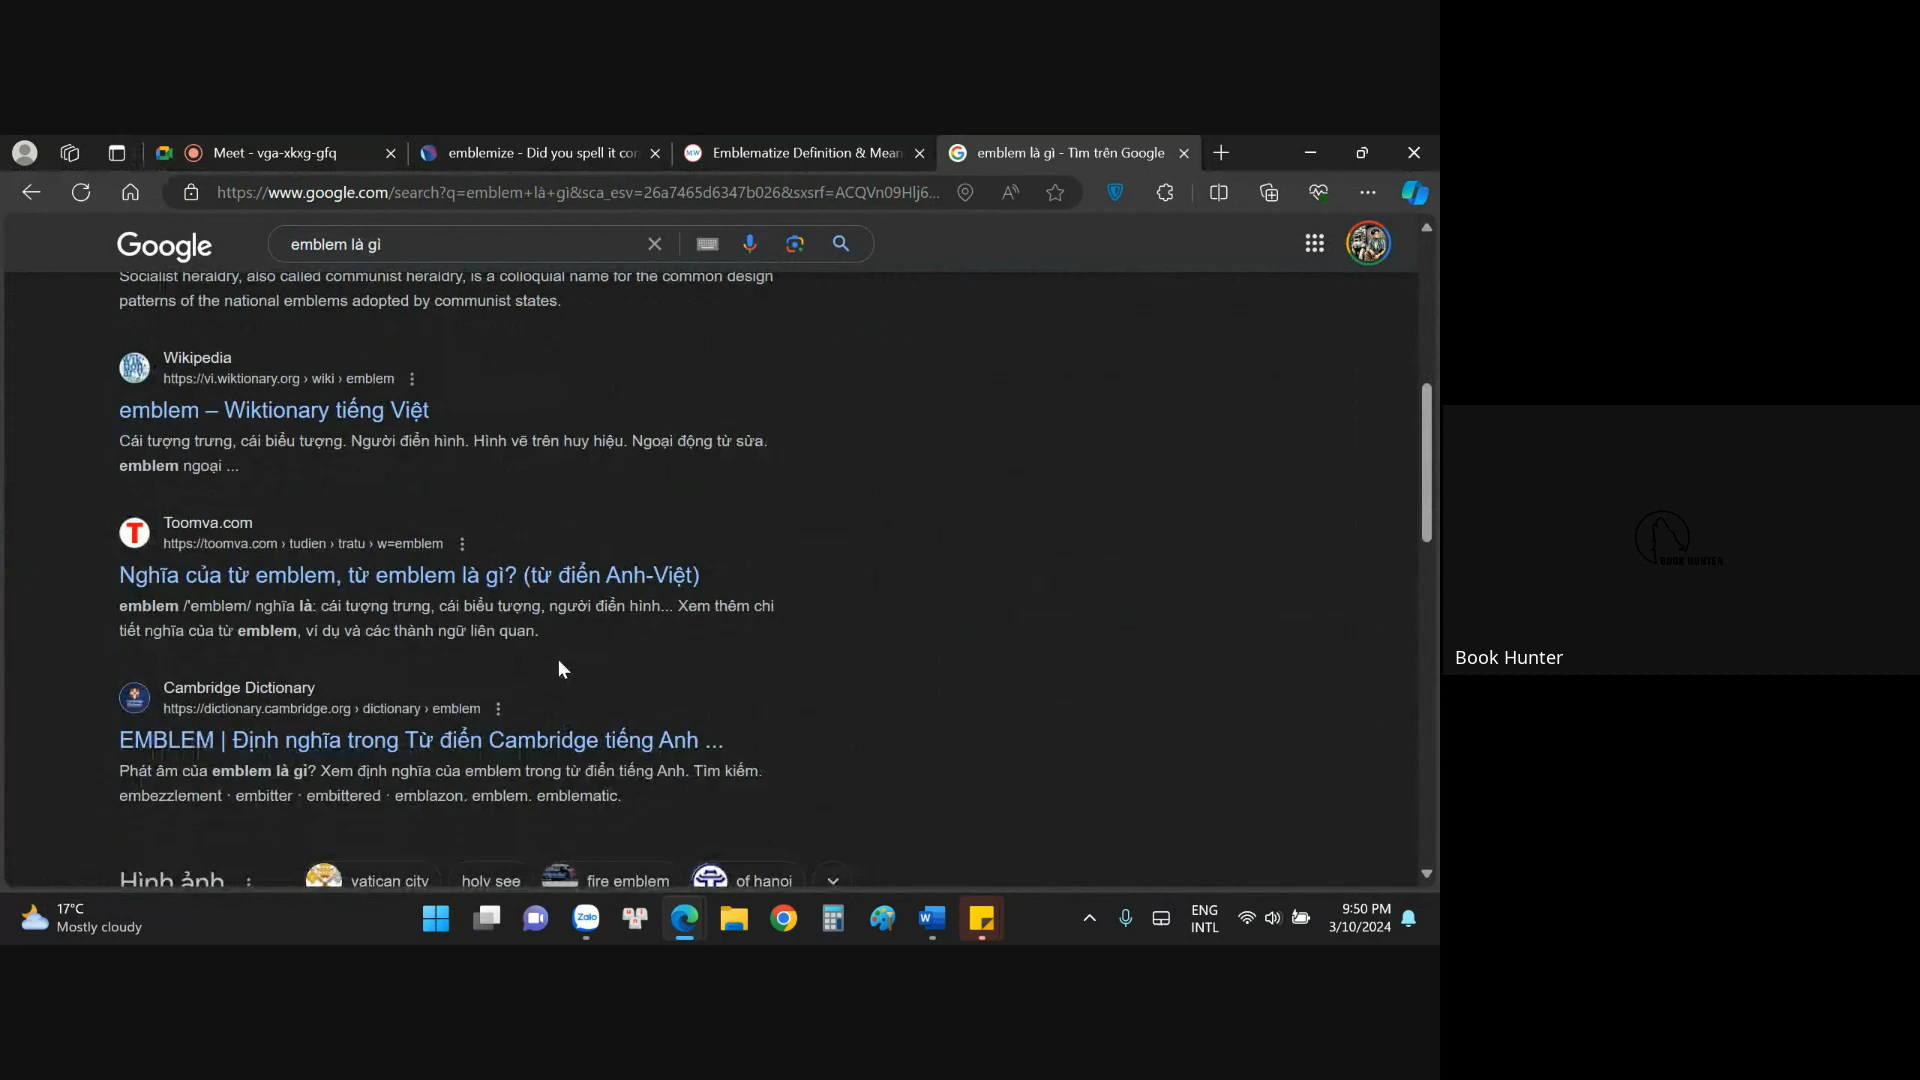 Meet - vga-xkxg-gfq
emblemize - Did you spell it cor
Emblematize Definition & Mean
emblem là gì - Tìm trên Google
https://www.google.com/search?q=emblem+là+gì&sca_esv=26a7465d6347b026&sxsrf=ACQVn09Hlj6...
Google
emblem là gì
Socialist heraldry, also called communist heraldry, is a colloquial name for the common design
patterns of the national emblems adopted by communist states.
Wikipedia
https://vi.wiktionary.org › wiki › emblem
emblem – Wiktionary tiếng Việt
Cái tượng trưng, cái biểu tượng. Người điển hình. Hình vẽ trên huy hiệu. Ngoại động từ sửa.
emblem ngoại ...
T
Toomva.com
https://toomva.com › tudien › tratu › w=emblem
Nghĩa của từ emblem, từ emblem là gì? (từ điển Anh-Việt)
emblem /'embləm/ nghĩa là: cái tượng trưng, cái biểu tượng, người điển hình... Xem thêm chi
tiết nghĩa của từ emblem, ví dụ và các thành ngữ liên quan.
Cambridge Dictionary
https://dictionary.cambridge.org › dictionary › emblem
EMBLEM | Định nghĩa trong Từ điển Cambridge tiếng Anh ...
Phát âm của emblem là gì? Xem định nghĩa của emblem trong từ điển tiếng Anh. Tìm kiếm.
embezzlement · embitter · embittered · emblazon. emblem. emblematic.
Hình ảnh
vatican city
holy see
fire emblem
of hanoi
BOOK HUNTER
Book Hunter
17°C
Mostly cloudy
Zalo
ENG
INTL
9:50 PM
3/10/2024